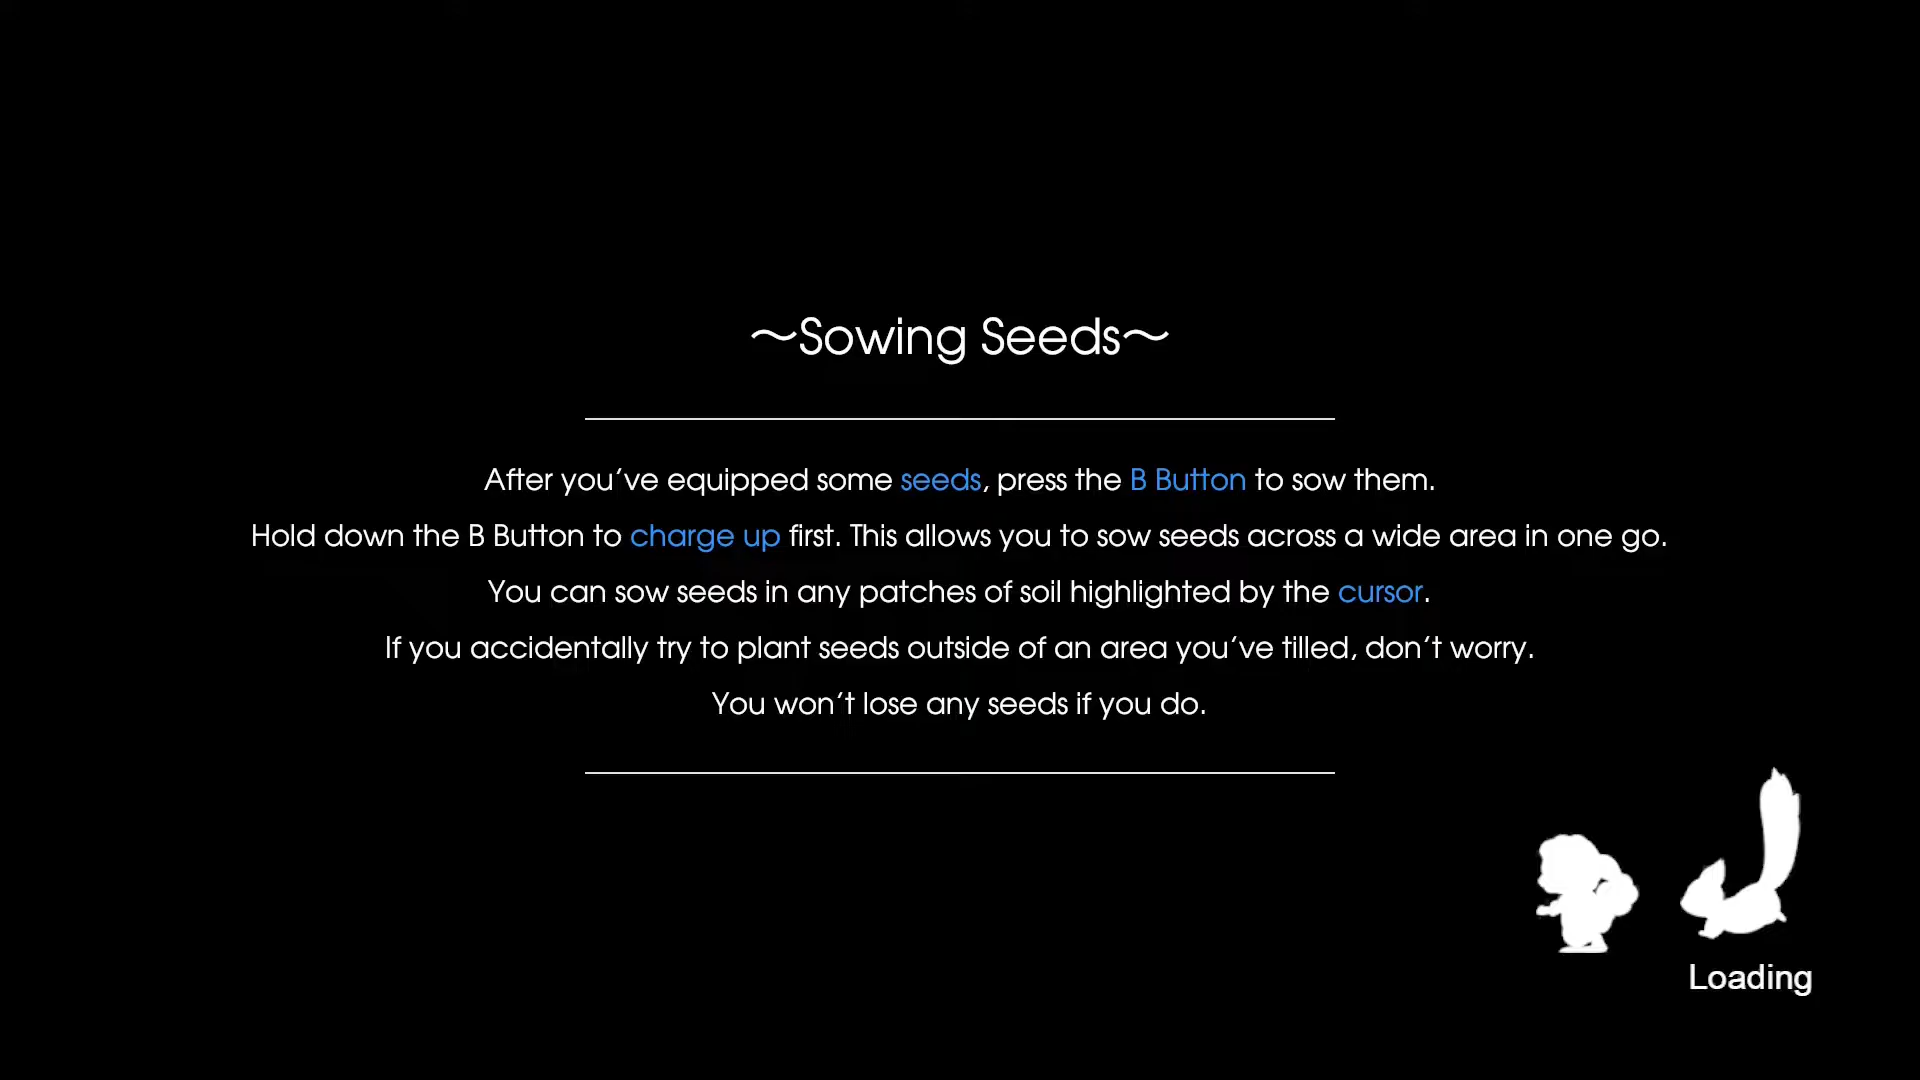 ～Sowing Seeds～
After you’ve equipped some seeds, press the B Button to sow them.
Hold down the B Button to charge up first. This allows you to sow seeds across a wide area in one go.
You can sow seeds in any patches of soil highlighted by the cursor.
If you accidentally try to plant seeds outside of an area you’ve tilled, don’t worry.
You won’t lose any seeds if you do.
Loading